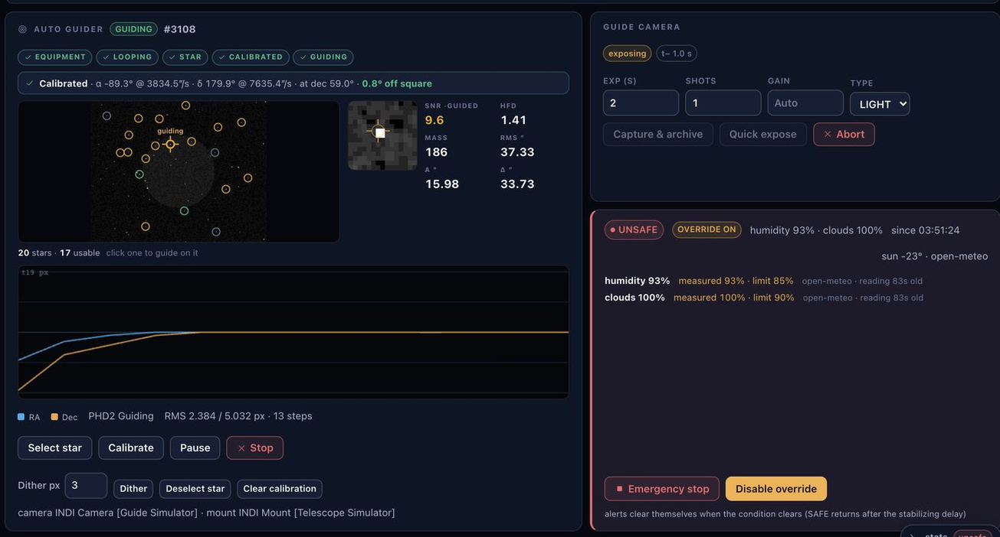 AUTO GUIDER GUIDING #3108
✓ EQUIPMENT ✓ LOOPING ✓ STAR ✓ CALIBRATED ✓ GUIDING
✓ Calibrated · α -89.3° @ 3834.5″/s · δ 179.9° @ 7635.4″/s · at dec 59.0° · 0.8° off square
guiding
SNR ·GUIDED HFD
9.6 1.41
MASS RMS ″
186 37.33
Α ″ Δ ″
15.98 33.73
20 stars · 17 usable click one to guide on it
±19 px
RA Dec PHD2 Guiding RMS 2.384 / 5.032 px · 13 steps
Select star Calibrate Pause × Stop
Dither px 3 Dither Deselect star Clear calibration
camera INDI Camera [Guide Simulator] · mount INDI Mount [Telescope Simulator]
GUIDE CAMERA
exposing t− 1.0 s
EXP (S) SHOTS GAIN TYPE
2 1 Auto LIGHT
Capture & archive Quick expose × Abort
UNSAFE OVERRIDE ON humidity 93% · clouds 100% since 03:51:24
sun -23° · open-meteo
humidity 93% measured 93% · limit 85% open-meteo · reading 83s old
clouds 100% measured 100% · limit 90% open-meteo · reading 83s old
Emergency stop Disable override
alerts clear themselves when the condition clears (SAFE returns after the stabilizing delay)